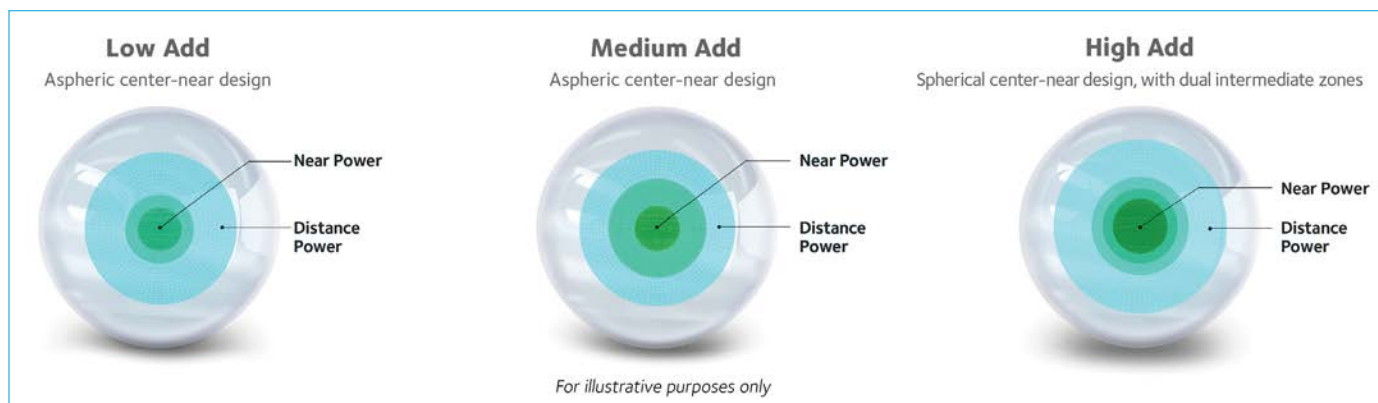 Low Add
Aspheric center-near design
Near Power
Distance
Power
Medium Add
Aspheric center-near design
Near Power
Distance
Power
For illustrative purposes only
High Add
Spherical center-near design, with dual intermediate zones
Near Power
Distance
Power